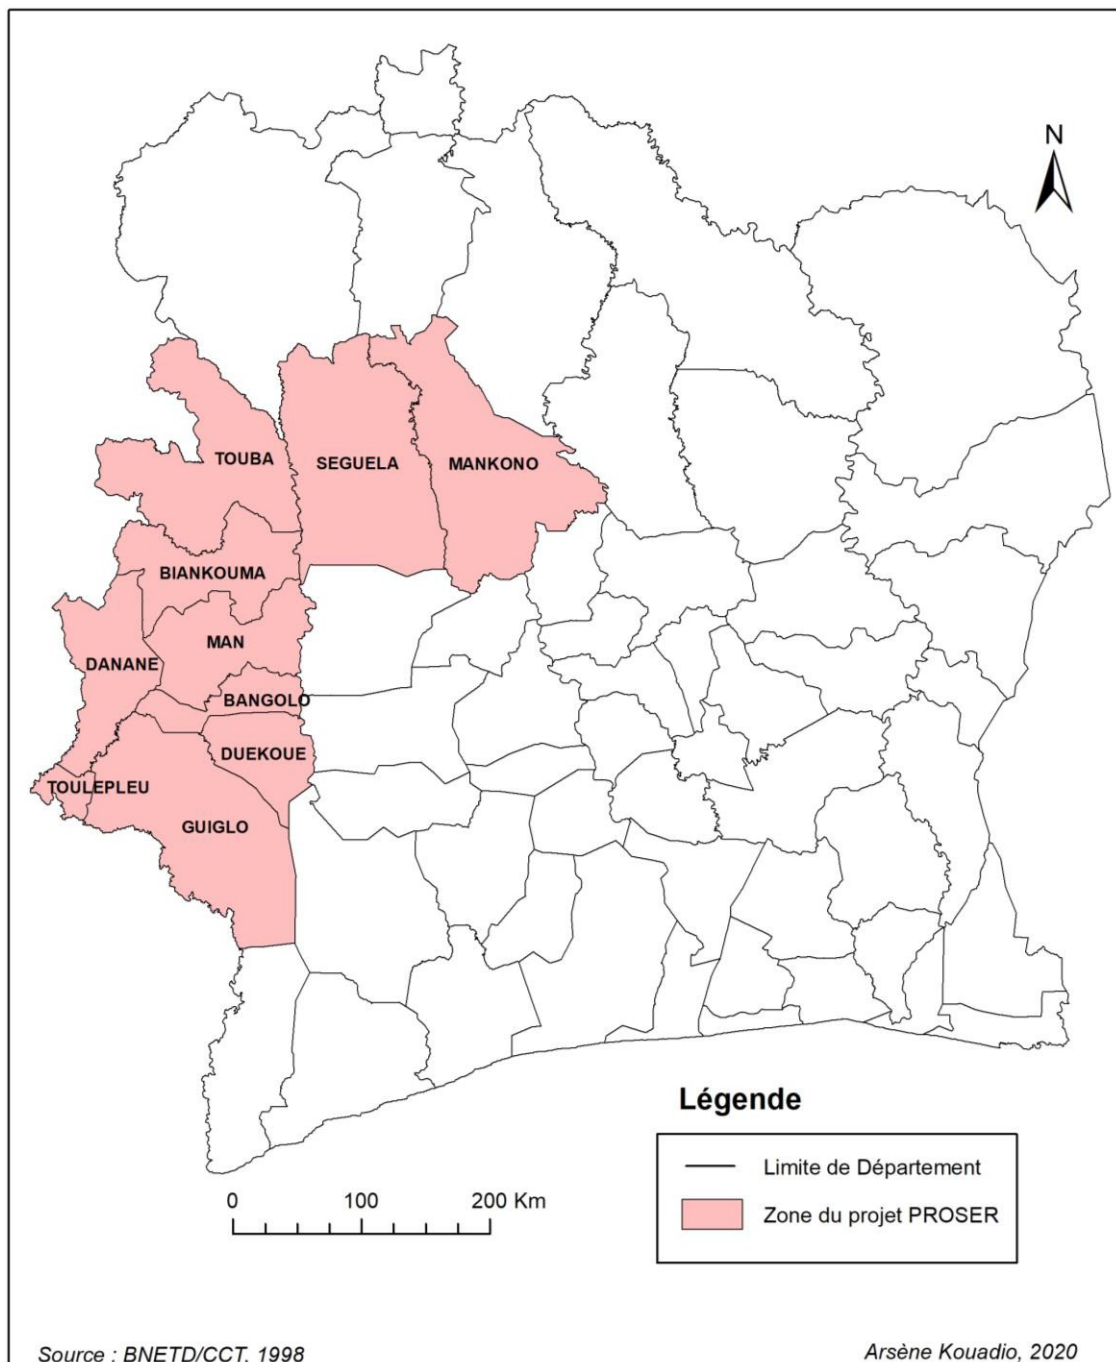 N
TOUBA
SEGUELA
MANKONO
BIANKOUMA
MAN
DANANE
BANGOLO
DUEKOUE
TOULEPLEU
GUIGLO
Légende
Limite de Département
Zone du projet PROSER
0 100 200 Km
Source : BNETD/CCT, 1998
Arsène Kouadio, 2020